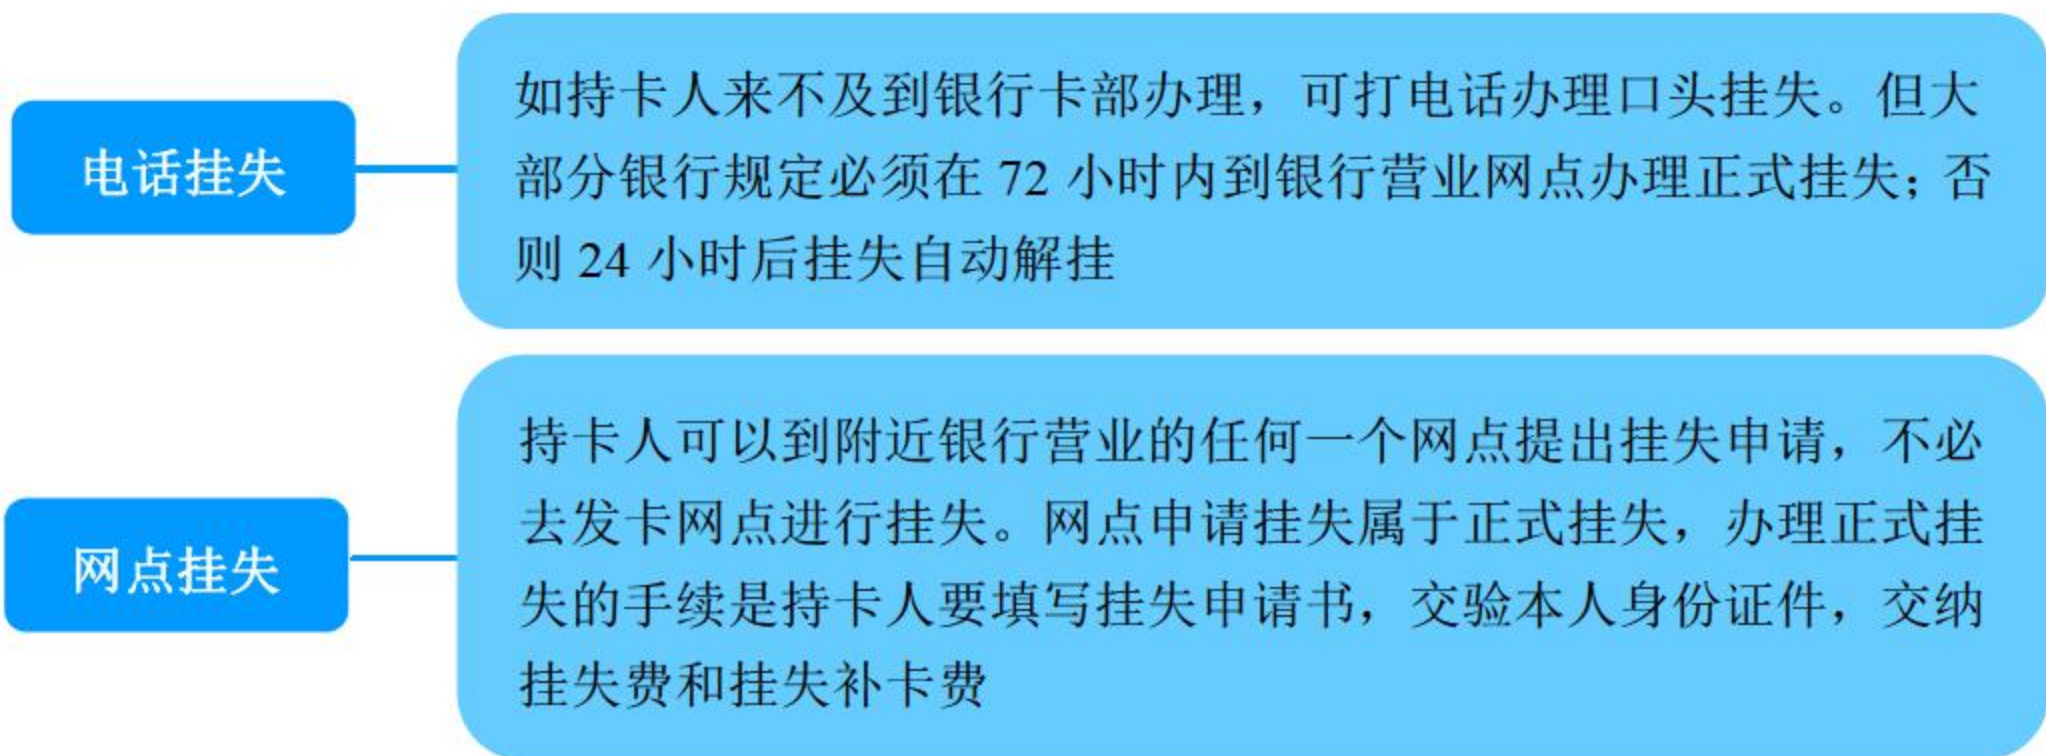 电话挂失
如持卡人来不及到银行卡部办理，可打电话办理口头挂失。但大
部分银行规定必须在 72 小时内到银行营业网点办理正式挂失；否
则 24 小时后挂失自动解挂
网点挂失
持卡人可以到附近银行营业的任何一个网点提出挂失申请，不必
去发卡网点进行挂失。网点申请挂失属于正式挂失，办理正式挂
失的手续是持卡人要填写挂失申请书，交验本人身份证件，交纳
挂失费和挂失补卡费